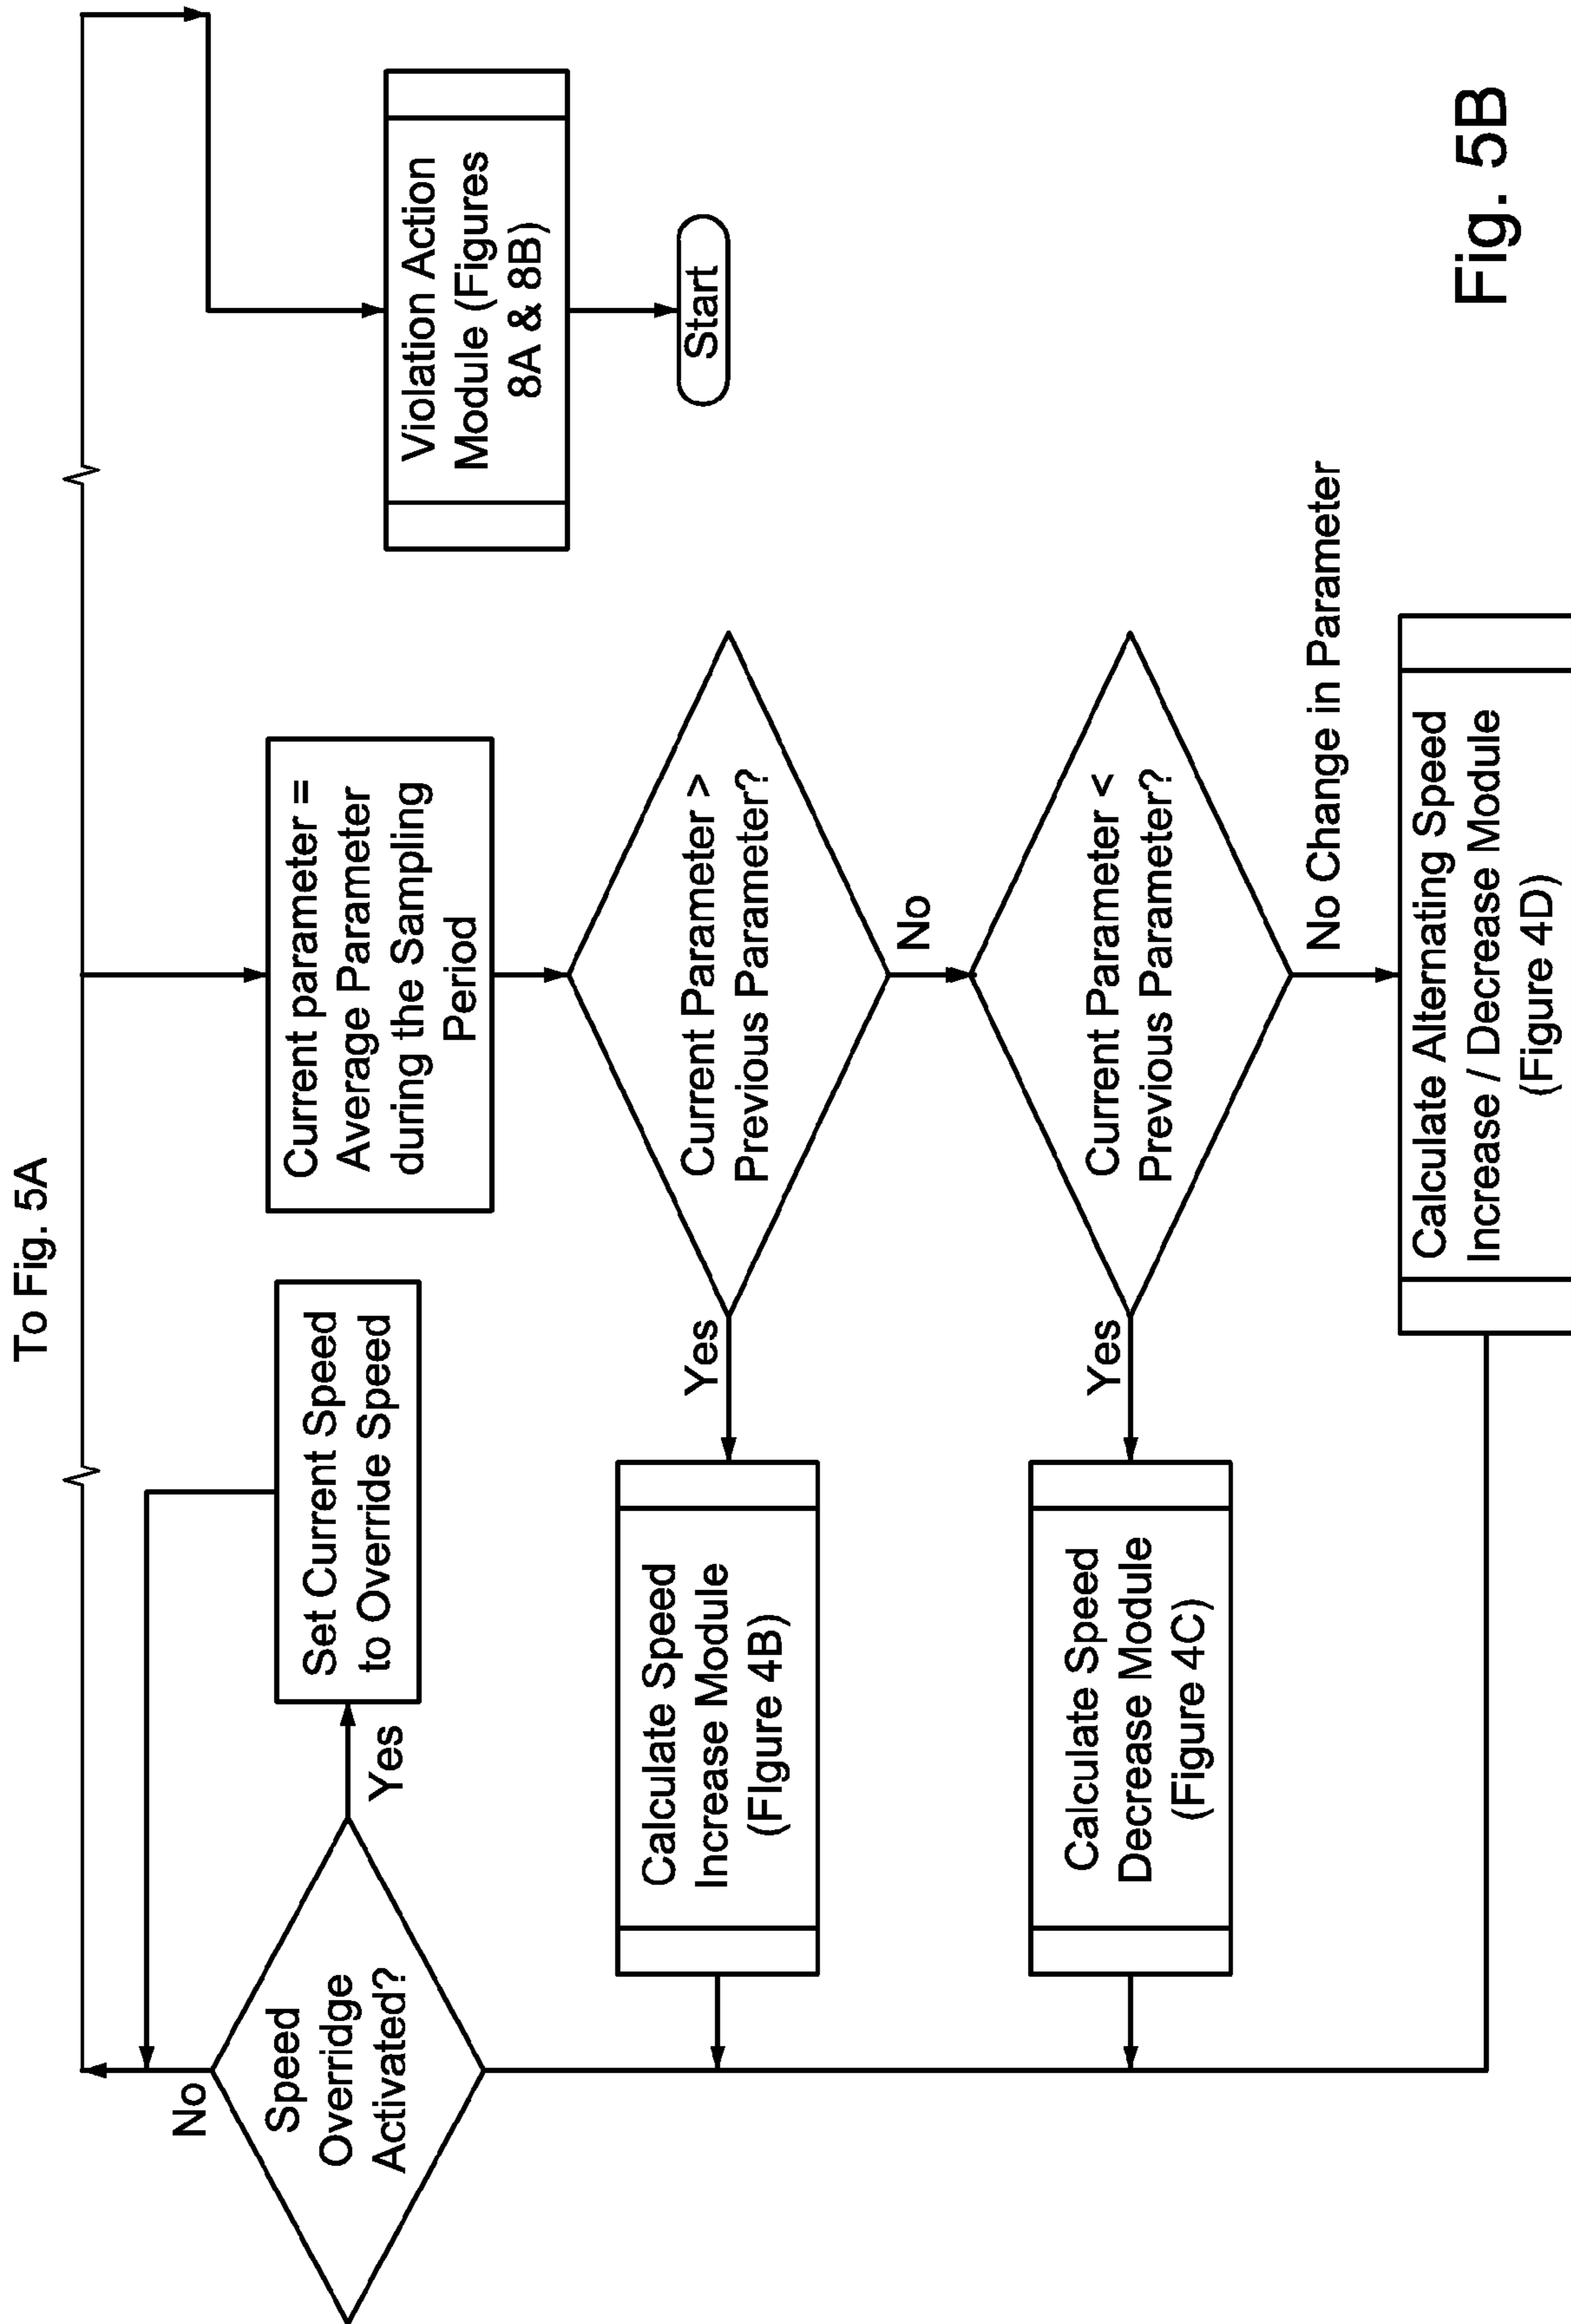 To Fig. 5A
No
Speed
Overridge
Activated?
Yes
Set Current Speed
to Override Speed
Current parameter =
Average Parameter
during the Sampling
Period
Violation Action
Module (Figures
8A & 8B)
Start
Current Parameter >
Previous Parameter?
Yes
No
Calculate Speed
Increase Module
(FIgure 4B)
Current Parameter <
Previous Parameter?
Yes
Calculate Speed
Decrease Module
(Figure 4C)
No Change in Parameter
Calculate Alternating Speed
Increase / Decrease Module
(Figure 4D)
Fig. 5B